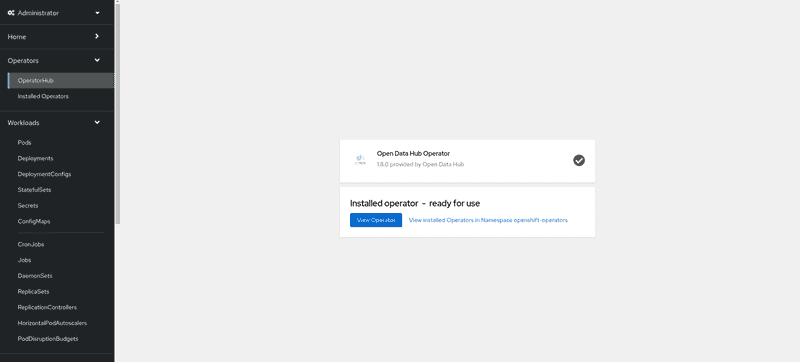 Administrator
Home
Operators
OperatorHub
Installed Operators
Workloads
Pods
Deployments
DeploymentConfigs
StatefulSets
Secrets
ConfigMaps
CronJobs
Jobs
DaemonSets
ReplicaSets
ReplicationControllers
HorizontalPodAutoscalers
PodDisruptionBudgets
Open Data Hub Operator
1.8.0 provided by Open Data Hub
Installed operator - ready for use
View Operator View installed Operators in Namespace openshift-operators